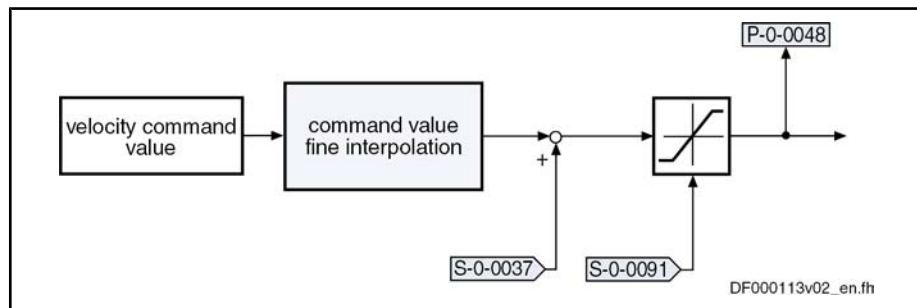 P-0-0048
velocity command
value
command value
fine interpolation
+
S-0-0037
S-0-0091
DF000113v02_en.fh